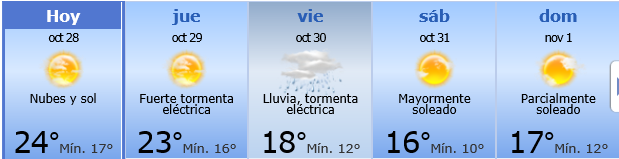 Hoy
oct 28
Nubes y sol
24° Mín. 17°
jue
oct 29
Fuerte tormenta
eléctrica
23° Mín. 16°
vie
oct 30
Lluvia, tormenta
eléctrica
18° Mín. 12°
sáb
oct 31
Mayormente
soleado
16° Mín. 10°
dom
nov 1
Parcialmente
soleado
17° Mín. 12°